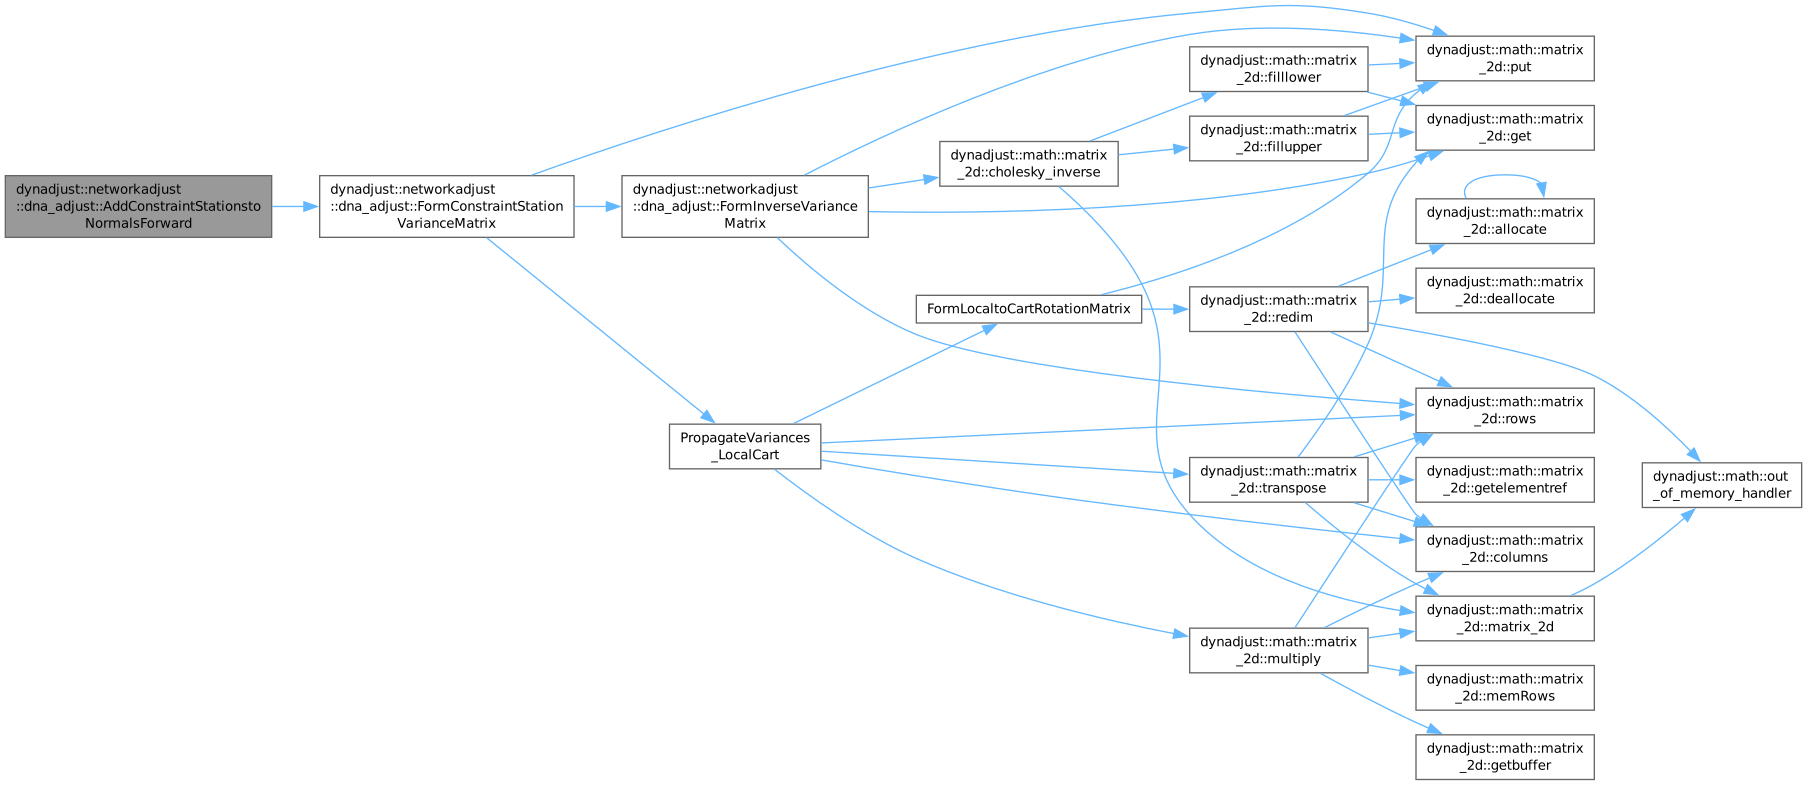 dynadjust::networkadjust
::dna_adjust::AddConstraintStationsto
NormalsForward
dynadjust::networkadjust
::dna_adjust::FormConstraintStation
VarianceMatrix
dynadjust::networkadjust
::dna_adjust::FormInverseVariance
Matrix
PropagateVariances
_LocalCart
dynadjust::math::matrix
_2d::cholesky_inverse
FormLocaltoCartRotationMatrix
dynadjust::math::matrix
_2d::filllower
dynadjust::math::matrix
_2d::fillupper
dynadjust::math::matrix
_2d::redim
dynadjust::math::matrix
_2d::transpose
dynadjust::math::matrix
_2d::multiply
dynadjust::math::matrix
_2d::put
dynadjust::math::matrix
_2d::get
dynadjust::math::matrix
_2d::allocate
dynadjust::math::matrix
_2d::deallocate
dynadjust::math::matrix
_2d::rows
dynadjust::math::matrix
_2d::getelementref
dynadjust::math::matrix
_2d::columns
dynadjust::math::matrix
_2d::matrix_2d
dynadjust::math::matrix
_2d::memRows
dynadjust::math::matrix
_2d::getbuffer
dynadjust::math::out
_of_memory_handler